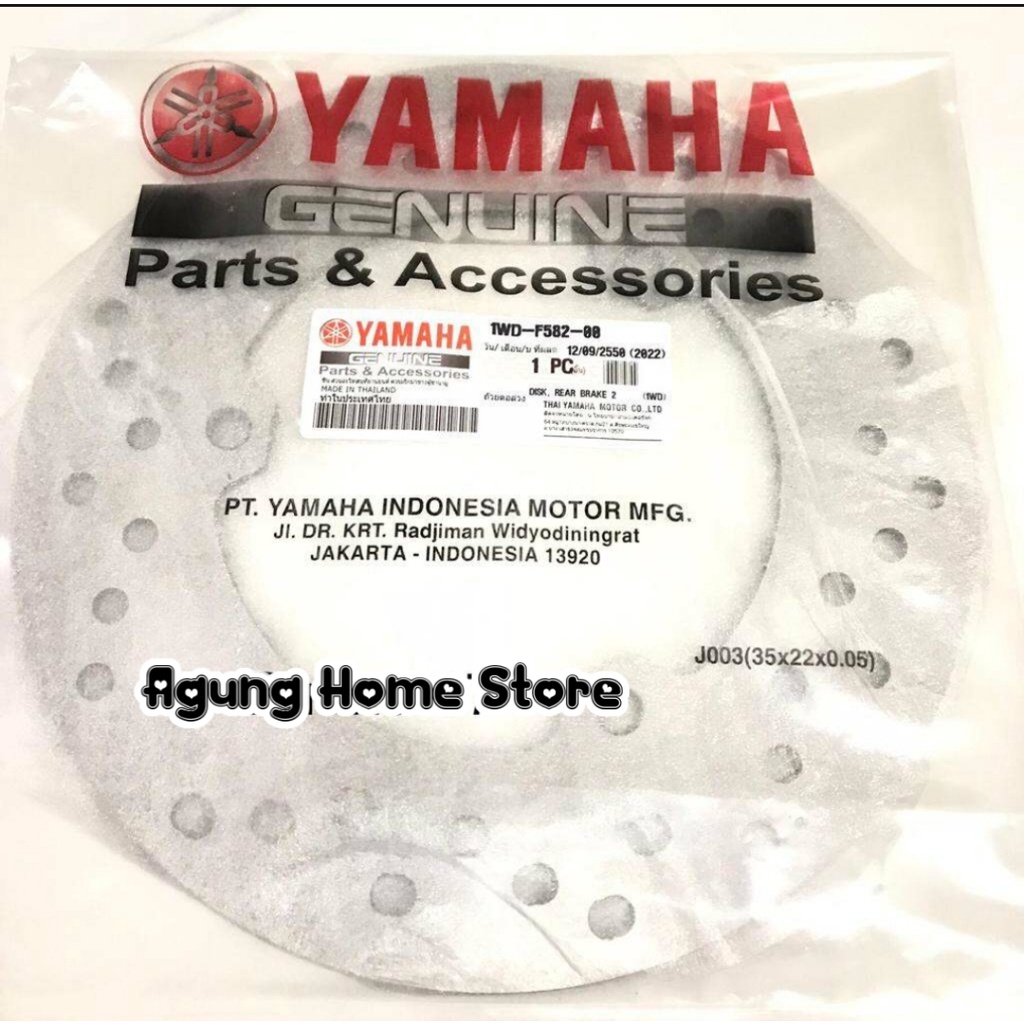 YAMAHA
GENUINE
Parts & Accessories
YAMAHA
GENUINE
Parts & Accessories
MADE IN THAILAND
1WD-F582-00
12/09/2550 (2022)
1 PC
DISK, REAR BRAKE 2 (1WD)
THAI YAMAHA MOTOR CO.,LTD
PT. YAMAHA INDONESIA MOTOR MFG.
Jl. DR. KRT. Radjiman Widyodiningrat
JAKARTA - INDONESIA 13920
J003(35x22x0.05)
Agung Home Store